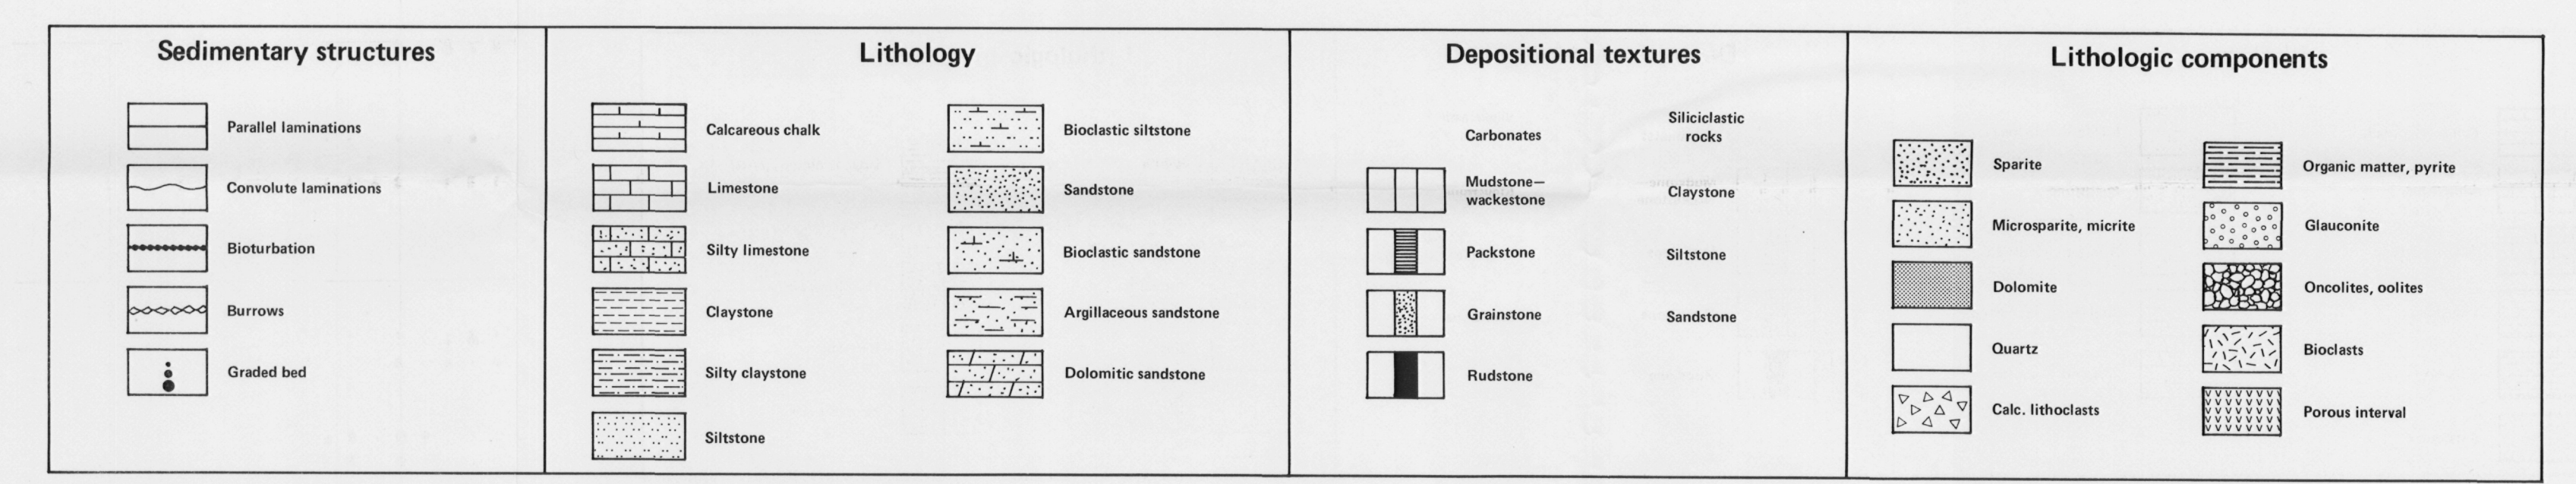 Sedimentary structures
Parallel laminations
Convolute laminations
Bioturbation
Burrows
Graded bed
Lithology
Calcareous chalk
Limestone
Silty limestone
Claystone
Silty claystone
Siltstone
Bioclastic siltstone
Sandstone
Bioclastic sandstone
Argillaceous sandstone
Dolomitic sandstone
Depositional textures
Carbonates
Siliciclastic
rocks
Mudstone—
wackestone
Claystone
Packstone
Siltstone
Grainstone
Sandstone
Rudstone
Lithologic components
Sparite
Microsparite, micrite
Dolomite
Quartz
Calc. lithoclasts
Organic matter, pyrite
Glauconite
Oncolites, oolites
Bioclasts
Porous interval